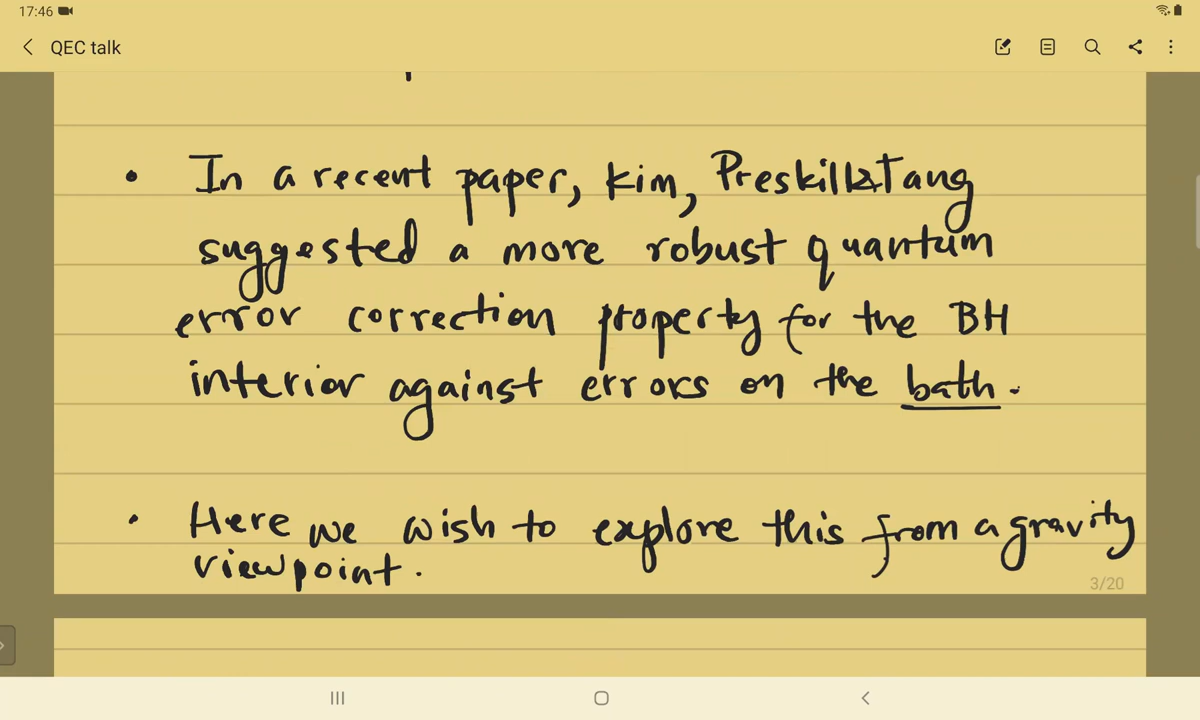 17:46
QEC talk
• In a recent paper, Kim, Preskill & Tang
suggested a more robust quantum
error correction property for the BH
interior against errors on the bath.
• Here we wish to explore this from a gravity
viewpoint.
3/20